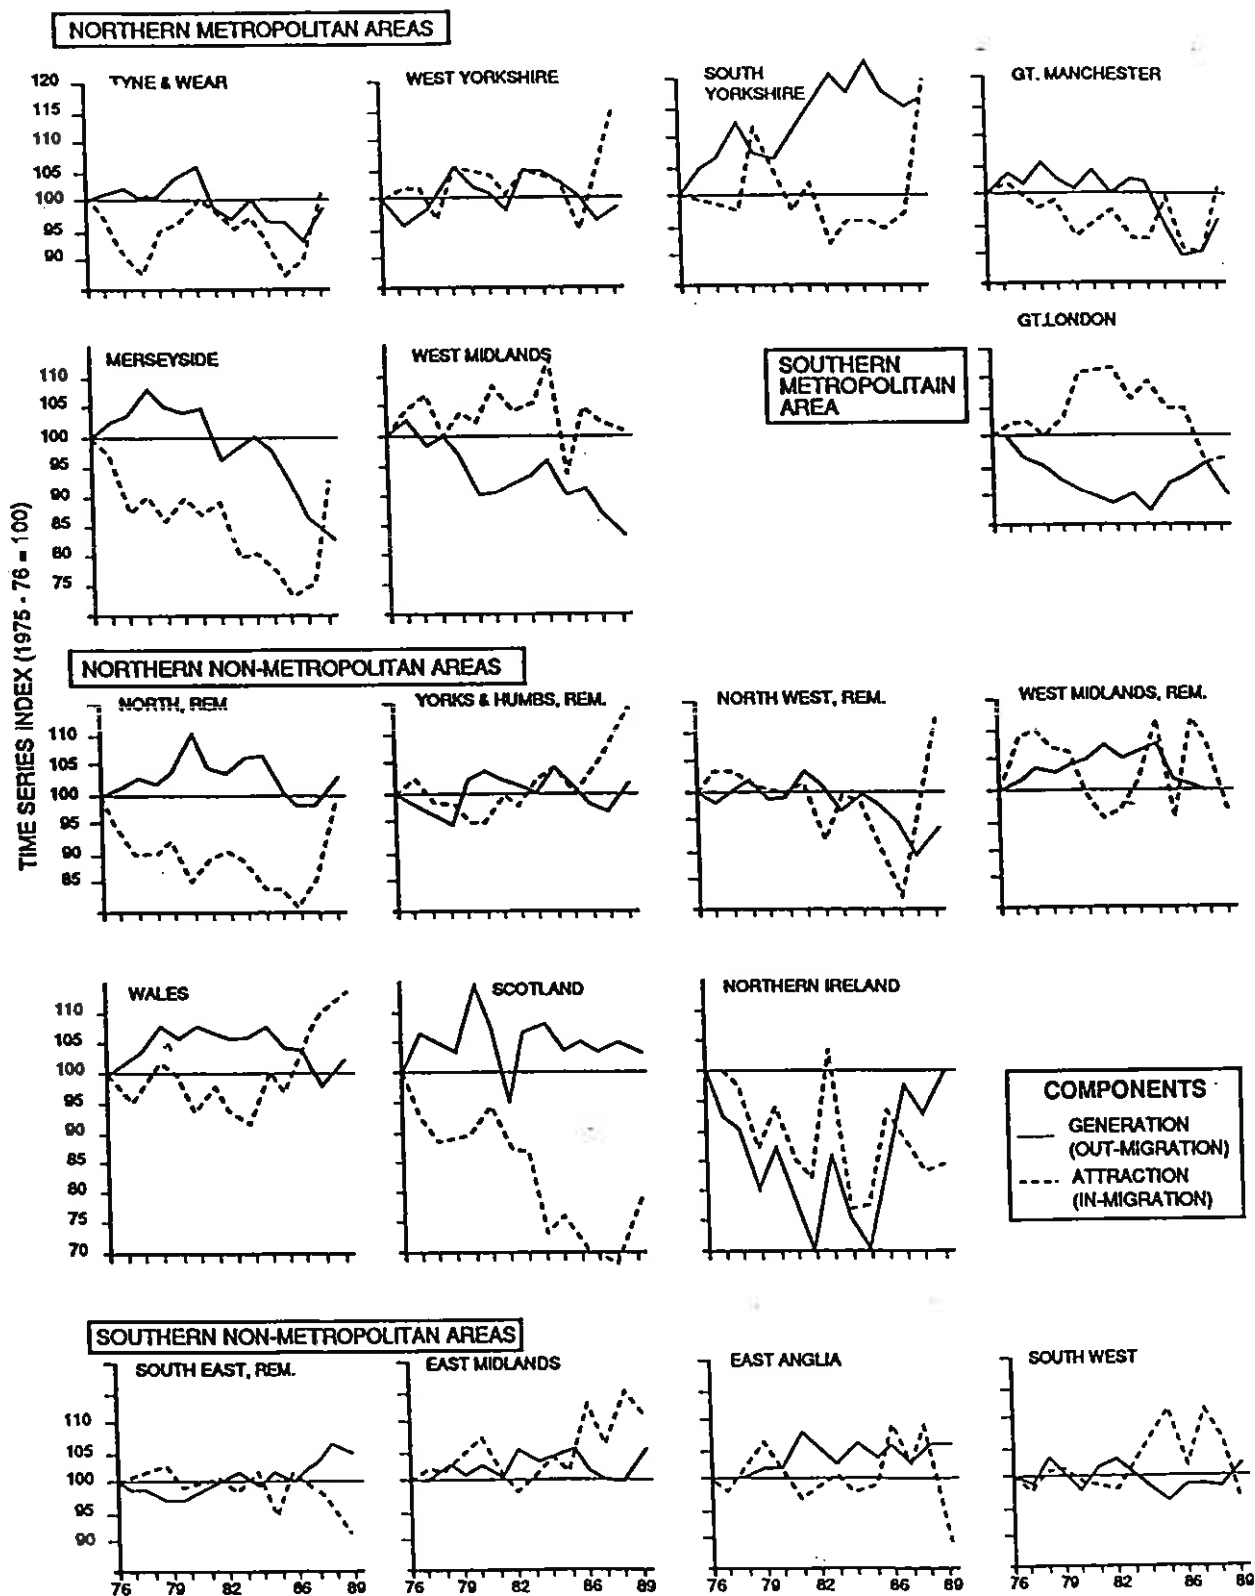 NORTHERN METROPOLITAN AREAS
TYNE & WEAR
WEST YORKSHIRE
SOUTH
YORKSHIRE
GT. MANCHESTER
120
115
110
105
100
95
90
MERSEYSIDE
WEST MIDLANDS
SOUTHERN
METROPOLITAIN
AREA
GT.LONDON
110
105
100
95
90
85
80
75
TIME SERIES INDEX (1975 - 76 = 100)
NORTHERN NON-METROPOLITAN AREAS
NORTH, REM
YORKS & HUMBS, REM.
NORTH WEST, REM.
WEST MIDLANDS, REM.
110
105
100
95
90
85
WALES
SCOTLAND
NORTHERN IRELAND
110
105
100
95
90
85
80
75
70
COMPONENTS
GENERATION
(OUT-MIGRATION)
ATTRACTION
(IN-MIGRATION)
SOUTHERN NON-METROPOLITAN AREAS
SOUTH EAST, REM.
EAST MIDLANDS
EAST ANGLIA
SOUTH WEST
110
105
100
95
90
76 79 82 86 89
76 79 82 86 89
76 79 82 86 89
76 79 82 86 89